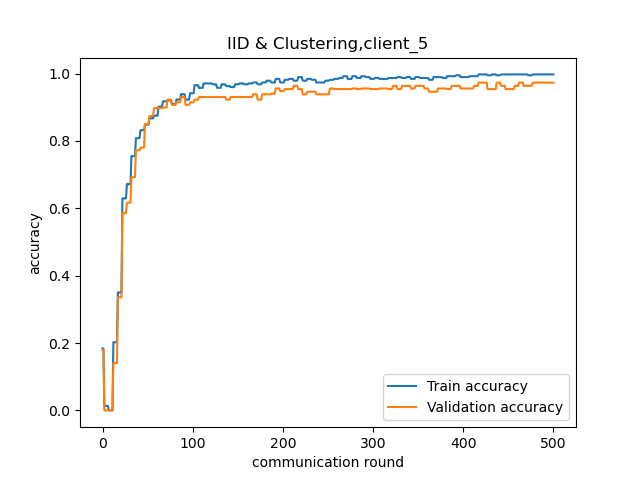 IID & Clustering,client_5
accuracy
1.0
0.8
0.6
0.4
0.2
0.0
0
100
200
300
400
500
communication round
Train accuracy
Validation accuracy